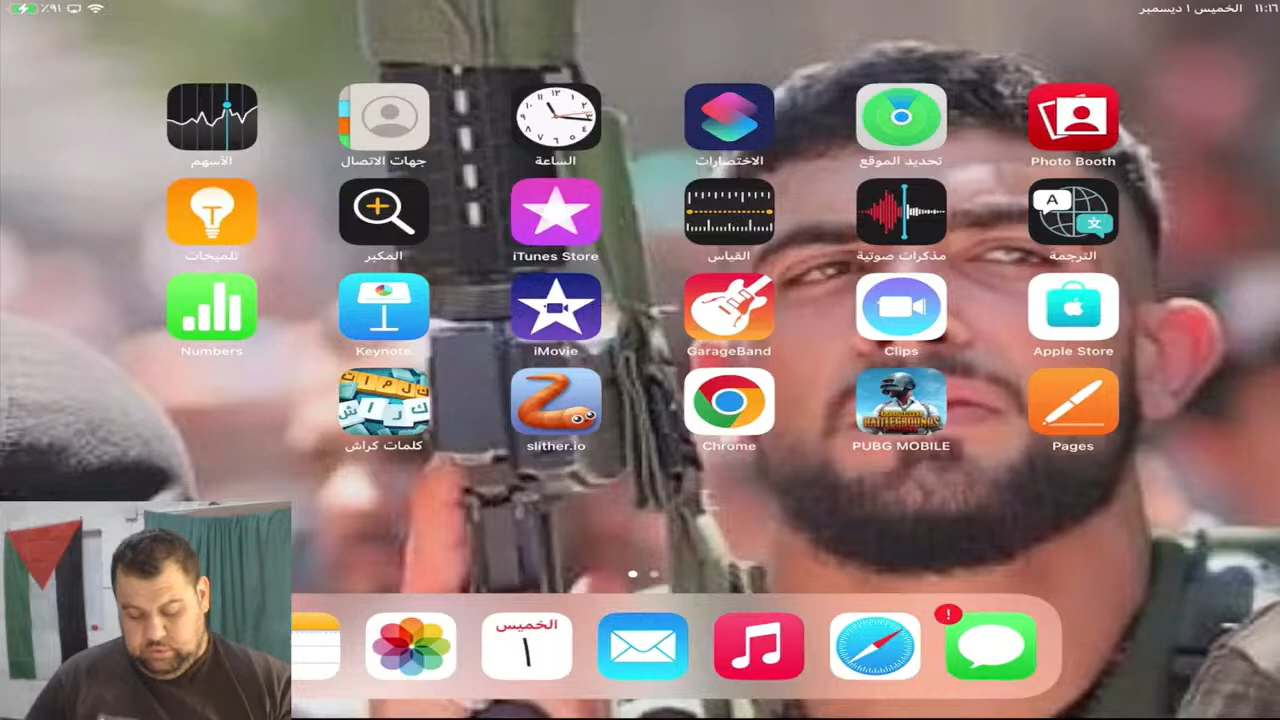 ١١:١٦ الخميس ١ ديسمبر
٪٩١
Photo Booth
تحديد الموقع
الاختصارات
الساعة
جهات الاتصال
الأسهم
الترجمة
مذكرات صوتية
القياس
iTunes Store
المكبر
تلميحات
Apple Store
Clips
GarageBand
iMovie
Keynote
Numbers
Pages
PUBG MOBILE
Chrome
slither.io
كلمات كراش
الخميس
١